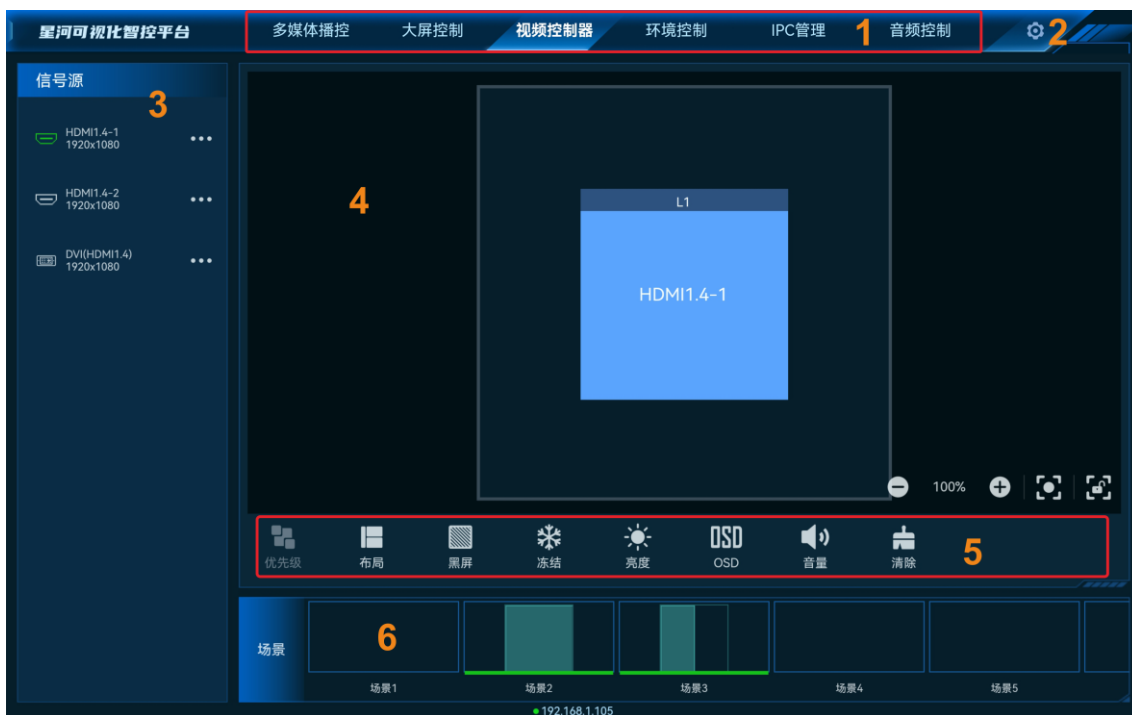 星河可视化智控平台
多媒体播控 大屏控制 视频控制器 环境控制 IPC管理 1 音频控制 2
信号源
3
HDMI1.4-1
1920x1080
HDMI1.4-2
1920x1080
DVI(HDMI1.4)
1920x1080
4
L1
HDMI1.4-1
100%
优先级 布局 黑屏 冻结 亮度 OSD OSD 音量 清除 5
场景
6
场景1 场景2 场景3 场景4 场景5
192.168.1.105